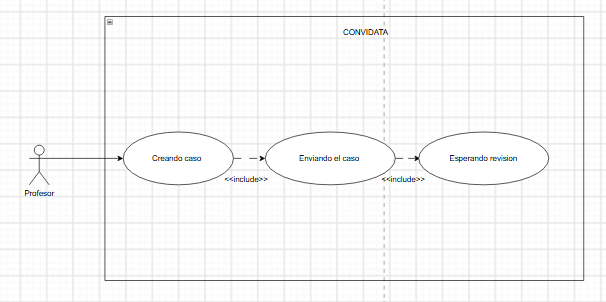 CONVIDATA
Creando caso
Enviando el caso
Esperando revision
<<include>>
<<include>>
Profesor